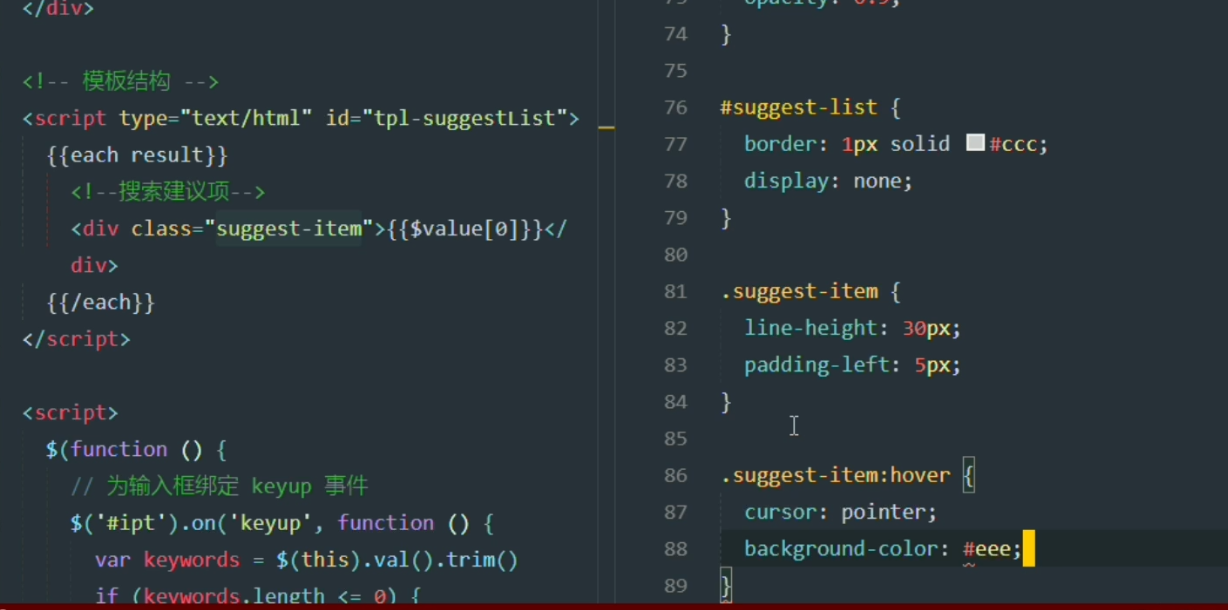 </div>
<!-- 模板结构 -->
<script type="text/html" id="tpl-suggestList">
{{each result}}
<!--搜索建议项-->
<div class="suggest-item">{{$value[0]}}</
div>
{{/each}}
</script>
<script>
$(function () {
// 为输入框绑定 keyup 事件
$('#ipt').on('keyup', function () {
var keywords = $(this).val().trim()
if (keywords.length <= 0) {
74 }
75
76 #suggest-list {
77 border: 1px solid #ccc;
78 display: none;
79 }
80
81 .suggest-item {
82 line-height: 30px;
83 padding-left: 5px;
84 }
85
86 .suggest-item:hover {
87 cursor: pointer;
88 background-color: #eee;
89 }